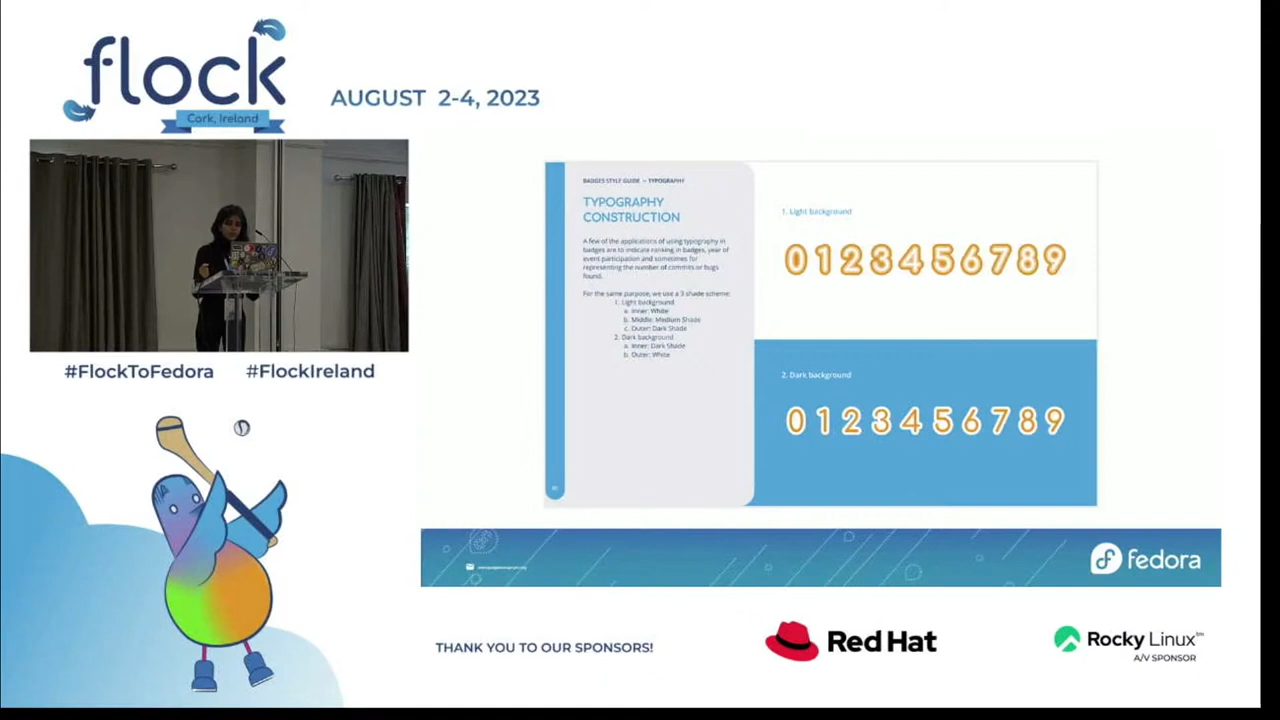 flock
Cork, Ireland
AUGUST 2-4, 2023
#FlockToFedora #FlockIreland
BADGES STYLE GUIDE – TYPOGRAPHY
TYPOGRAPHY
CONSTRUCTION
A few of the applications of using typography in
badges are to indicate ranking in badges, year of
event participation and sometimes for
representing the number of commits or bugs
found.
For the same purpose, we use a 3 shade scheme:
1. Light background
a. Inner: White
b. Middle: Medium Shade
c. Outer: Dark Shade
2. Dark background
a. Inner: Dark Shade
b. Outer: White
1. Light background
0123456789
2. Dark background
0123456789
fedora
THANK YOU TO OUR SPONSORS!
Red Hat
Rocky Linux™
A/V SPONSOR